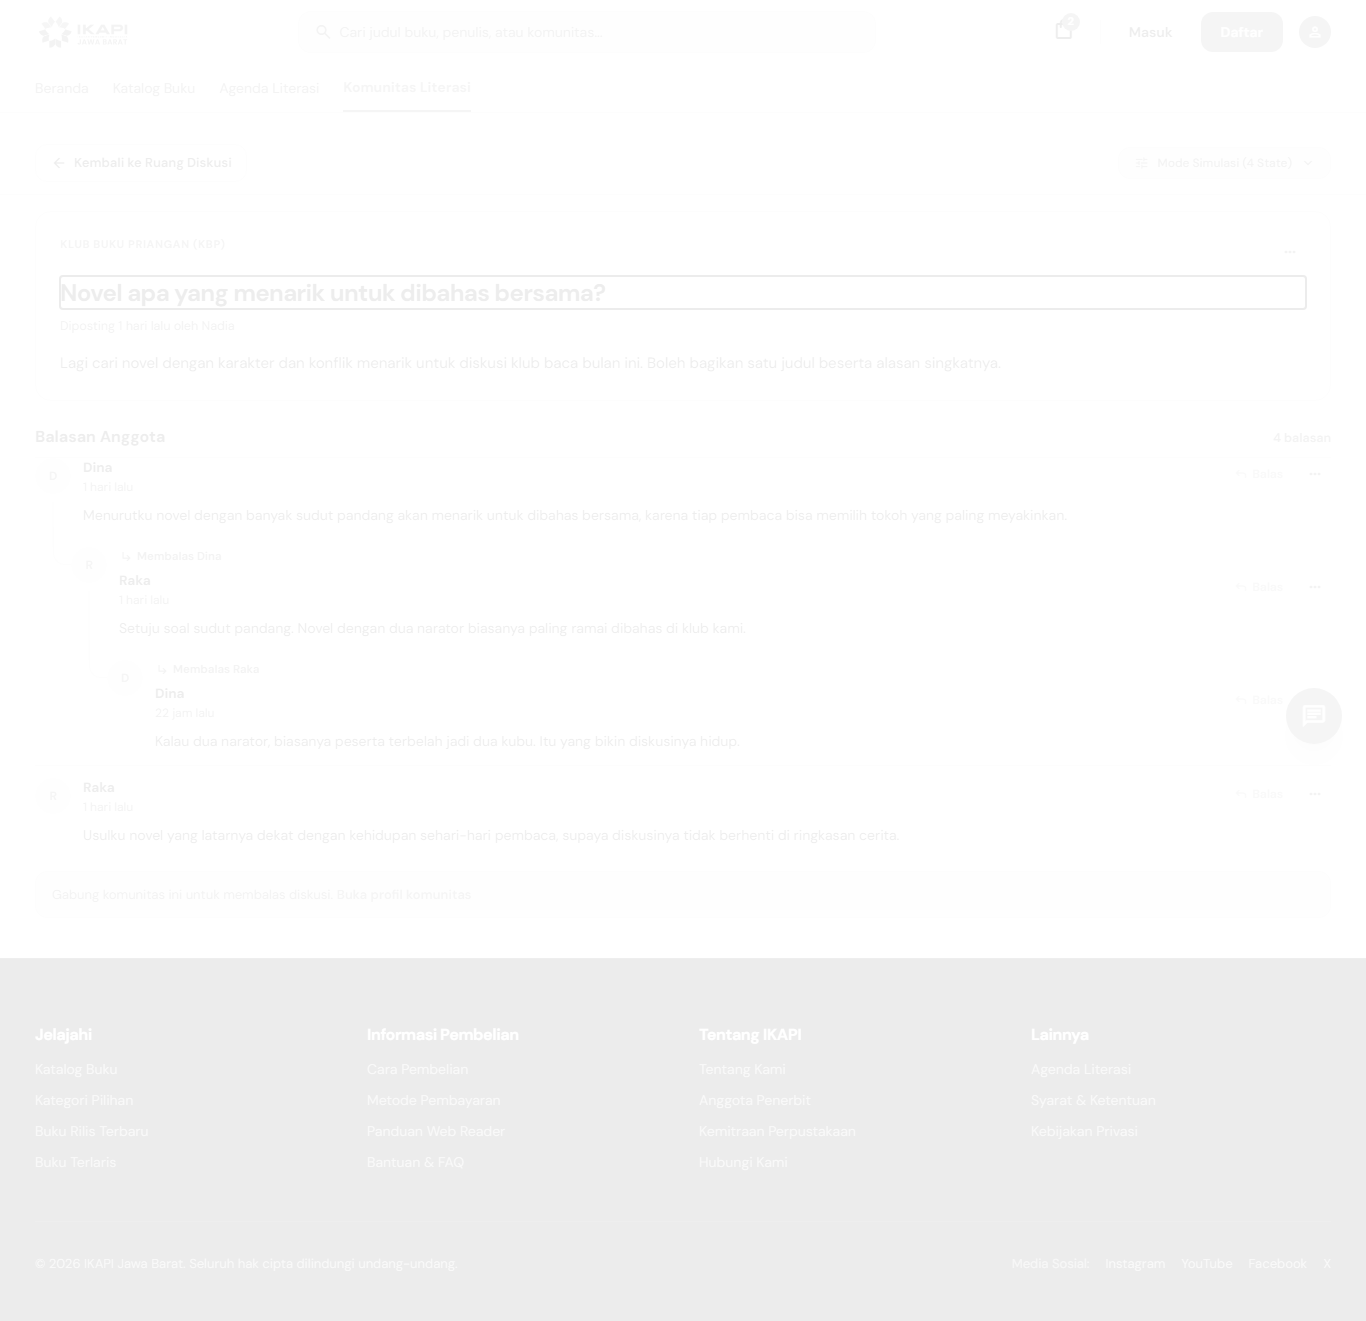 IKAPI
JAWA BARAT
Cari judul buku, penulis, atau komunitas...
2
Masuk
Daftar
Beranda
Katalog Buku
Agenda Literasi
Komunitas Literasi
Kembali ke Ruang Diskusi
Mode Simulasi (4 State)
KLUB BUKU PRIANGAN (KBP)
Novel apa yang menarik untuk dibahas bersama?
Diposting 1 hari lalu oleh Nadia
Lagi cari novel dengan karakter dan konflik menarik untuk diskusi klub baca bulan ini. Boleh bagikan satu judul beserta alasan singkatnya.
Balasan Anggota
4 balasan
D
Dina
1 hari lalu
Balas
Menurutku novel dengan banyak sudut pandang akan menarik untuk dibahas bersama, karena tiap pembaca bisa memilih tokoh yang paling meyakinkan.
R
Membalas Dina
Raka
1 hari lalu
Balas
Setuju soal sudut pandang. Novel dengan dua narator biasanya paling ramai dibahas di klub kami.
D
Membalas Raka
Dina
22 jam lalu
Balas
Kalau dua narator, biasanya peserta terbelah jadi dua kubu. Itu yang bikin diskusinya hidup.
R
Raka
1 hari lalu
Balas
Usulku novel yang latarnya dekat dengan kehidupan sehari-hari pembaca, supaya diskusinya tidak berhenti di ringkasan cerita.
Gabung komunitas ini untuk membalas diskusi. Buka profil komunitas
Jelajahi
Katalog Buku
Kategori Pilihan
Buku Rilis Terbaru
Buku Terlaris
Informasi Pembelian
Cara Pembelian
Metode Pembayaran
Panduan Web Reader
Bantuan & FAQ
Tentang IKAPI
Tentang Kami
Anggota Penerbit
Kemitraan Perpustakaan
Hubungi Kami
Lainnya
Agenda Literasi
Syarat & Ketentuan
Kebijakan Privasi
© 2026 IKAPI Jawa Barat. Seluruh hak cipta dilindungi undang-undang.
Media Sosial:
Instagram
YouTube
Facebook
X